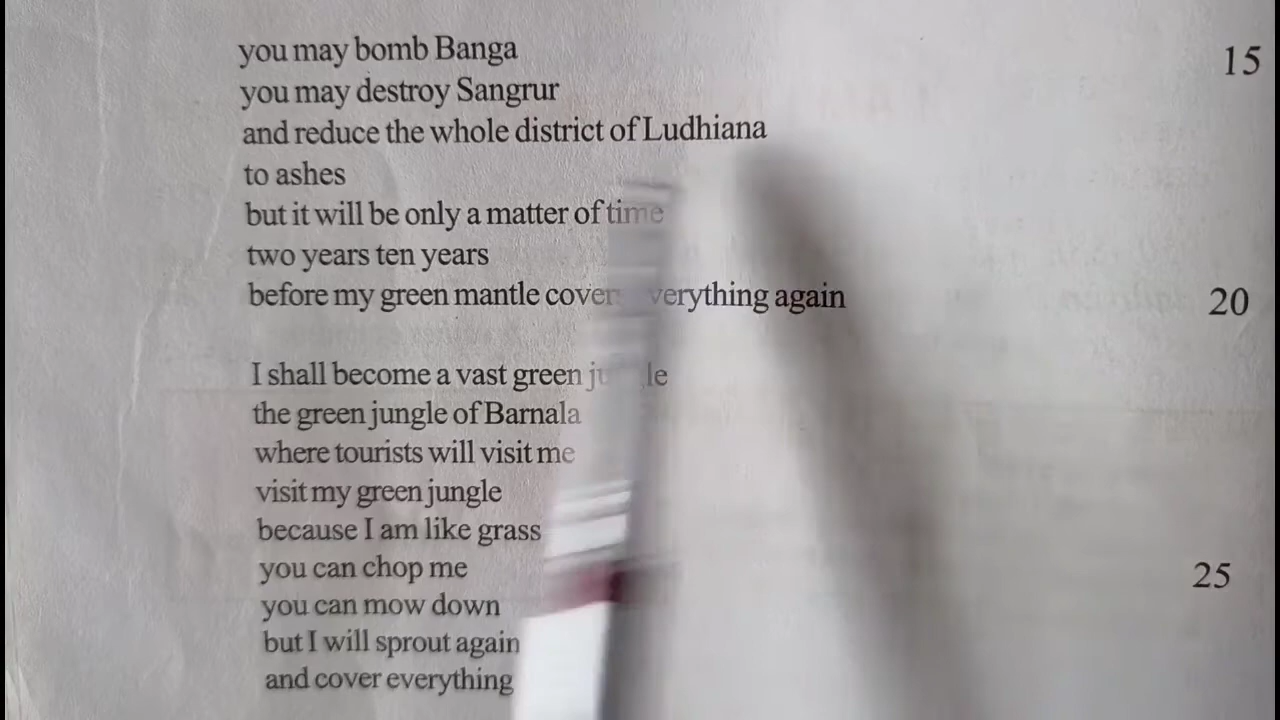 you may bomb Banga
15
you may destroy Sangrur
and reduce the whole district of Ludhiana
to ashes
but it will be only a matter of time
two years ten years
before my green mantle again
20
I shall become a vast green
the green jungle of Barnala
where tourists will visit me
visit my green jungle
because I am like grass
you can chop me
25
you can mow down
but I will sprout again
and cover everything